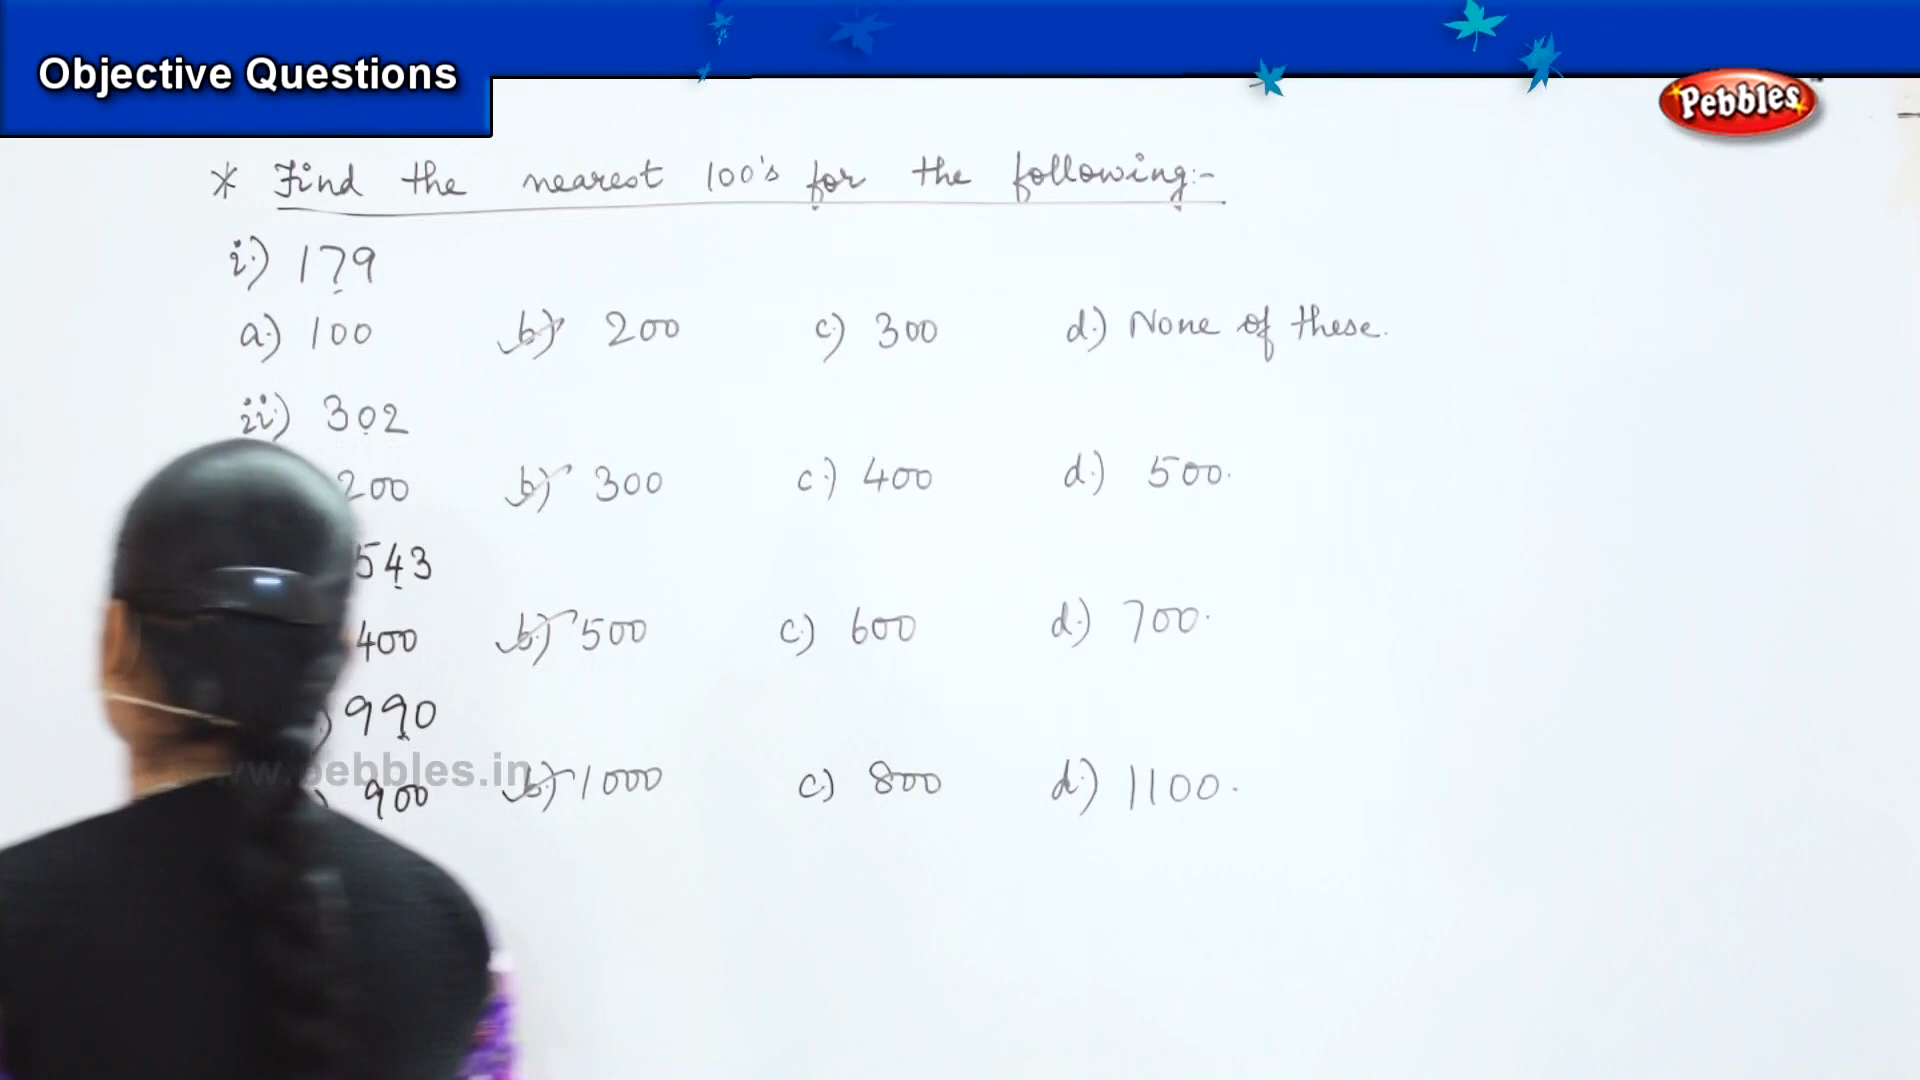 Objective Questions
Pebbles
* Find the nearest 100's for the following:-
i.) 179
a.) 100 b.) 200 c.) 300 d.) None of these.
ii.) 302
200 b.) 300 c.) 400 d.) 500.
543
400 b.) 500 c.) 600 d.) 700.
) 990
www.pebbles.in
) 900 b.) 1000 c.) 800 d.) 1100.